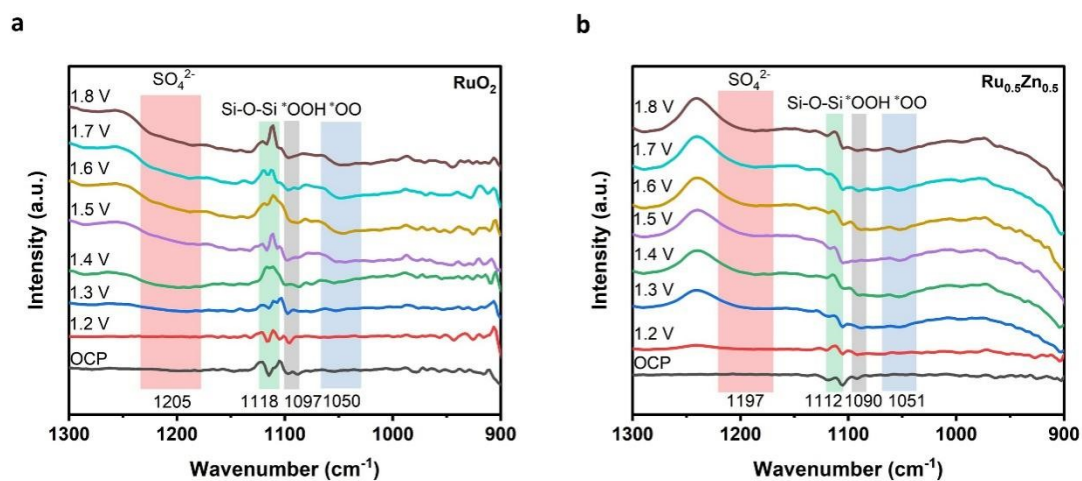 a
SO₄²⁻
RuO₂
Si-O-Si *OOH *OO
1.8 V
1.7 V
1.6 V
1.5 V
1.4 V
1.3 V
1.2 V
OCP
1205
1118
1097
1050
1300
1200
1100
1000
900
Wavenumber (cm⁻¹)
Intensity (a.u.)
b
SO₄²⁻
Ru₀.₅Zn₀.₅
Si-O-Si *OOH *OO
1.8 V
1.7 V
1.6 V
1.5 V
1.4 V
1.3 V
1.2 V
OCP
1197
1112
1090
1051
1300
1200
1100
1000
900
Wavenumber (cm⁻¹)
Intensity (a.u.)